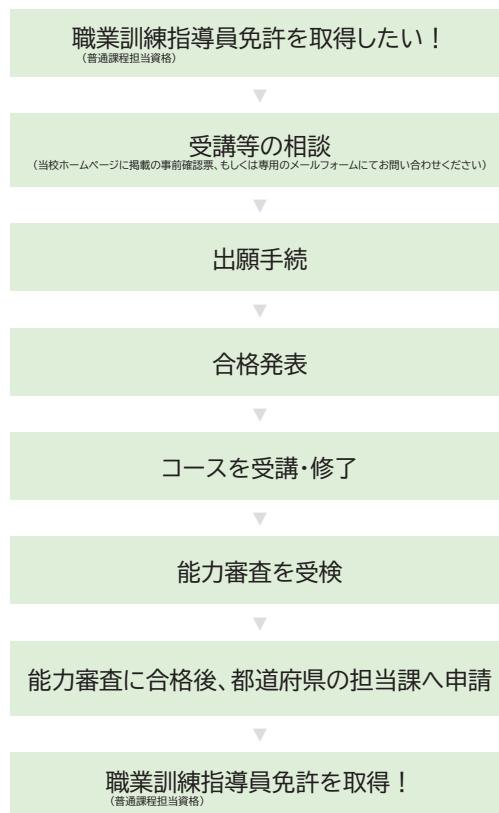 職業訓練指導員免許を取得したい!
(普通課程担当資格)
▼
受講等の相談
(当校ホームページに掲載の事前確認票、もしくは専用のメールフォームにてお問い合わせください)
▼
出願手続
▼
合格発表
▼
コースを受講・修了
▼
能力審査を受検
▼
能力審査に合格後、都道府県の担当課へ申請
▼
職業訓練指導員免許を取得!
(普通課程担当資格)